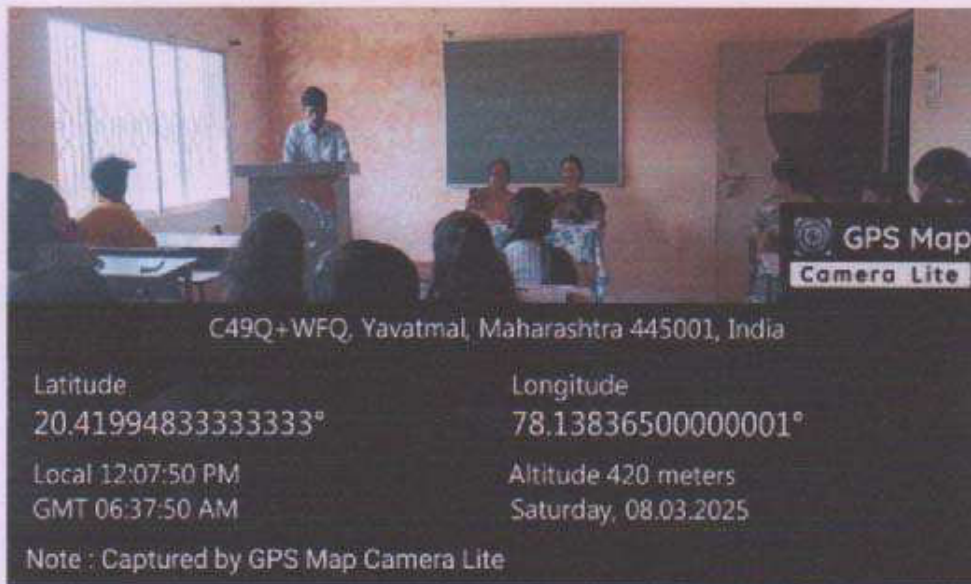 GPS Map
Camera Lite
C49Q+WFQ, Yavatmal, Maharashtra 445001, India
Latitude
20.41994833333333°
Longitude
78.13836500000001°
Local 12:07:50 PM
GMT 06:37:50 AM
Altitude 420 meters
Saturday, 08.03.2025
Note : Captured by GPS Map Camera Lite